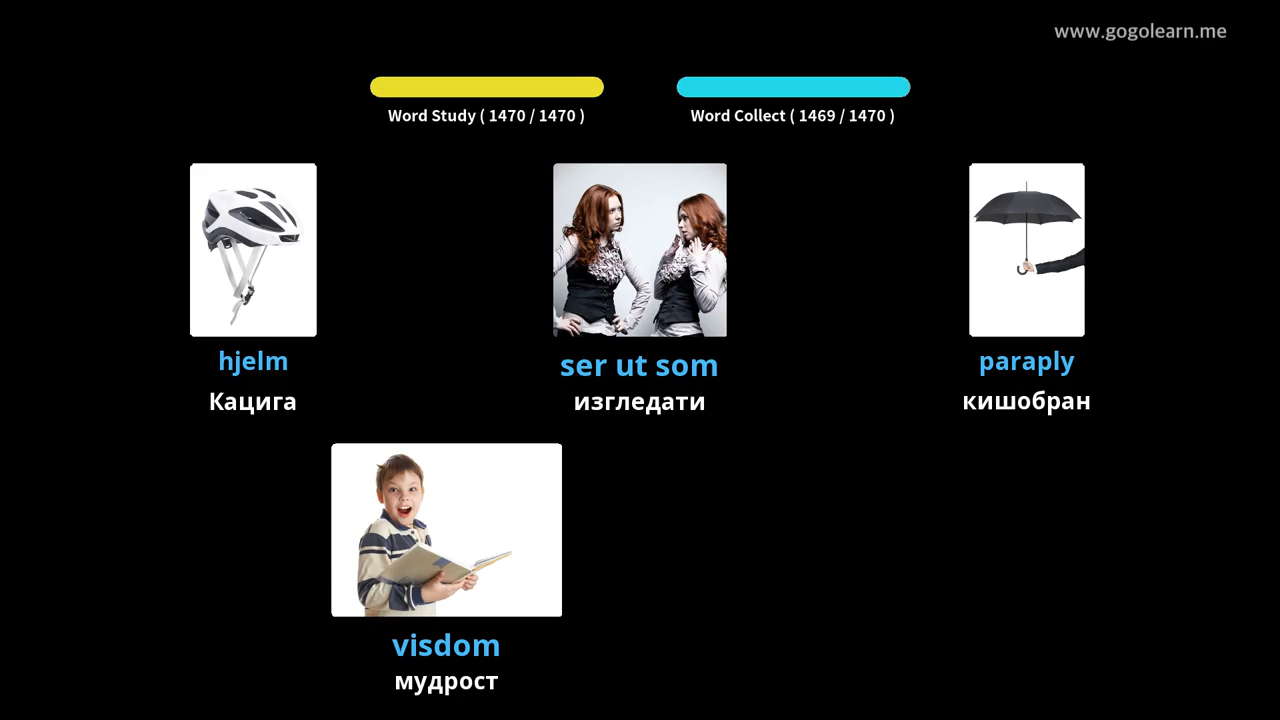 www.gogolearn.me
Word Study ( 1470 / 1470 )
Word Collect ( 1469 / 1470 )
hjelm
Кацига
ser ut som
изгледати
paraply
кишобран
visdom
мудрост